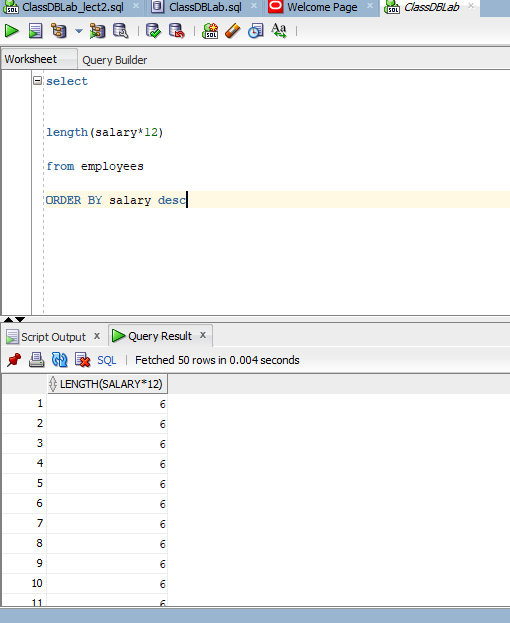 ClassDBLab_lect2.sql ClassDBLab.sql Welcome Page ClassDBLab
Worksheet Query Builder
select
length(salary*12)
from employees
ORDER BY salary desc
Script Output x Query Result x
SQL | Fetched 50 rows in 0.004 seconds
LENGTH(SALARY*12)
1 6
2 6
3 6
4 6
5 6
6 6
7 6
8 6
9 6
10 6
11 6